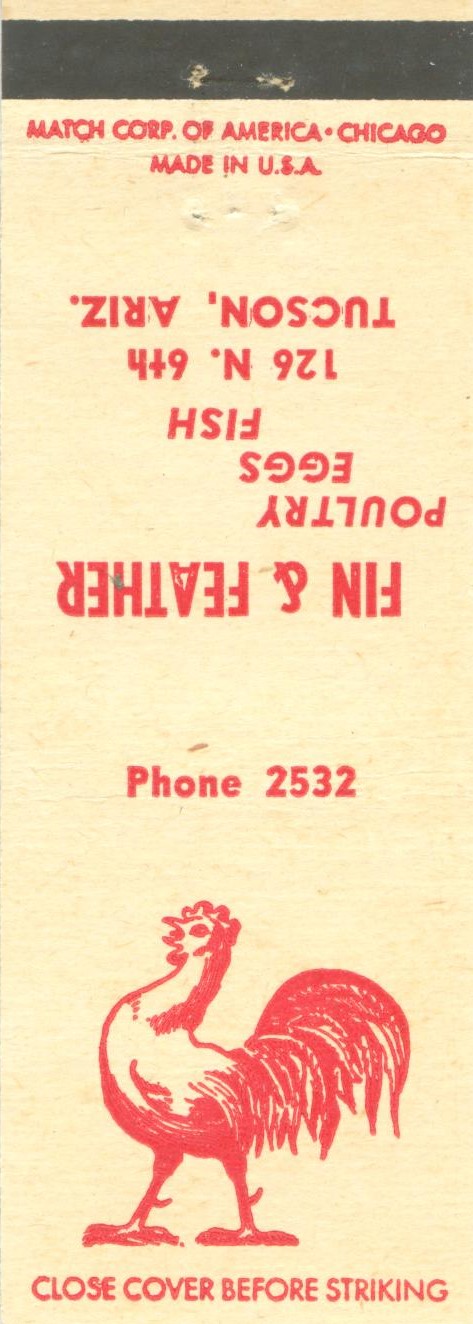 MATCH CORP. OF AMERICA • CHICAGO
MADE IN U.S.A.
FIN & FEATHER
POULTRY
EGGS
FISH
126 N. 6th
TUCSON, ARIZ.
Phone 2532
CLOSE COVER BEFORE STRIKING